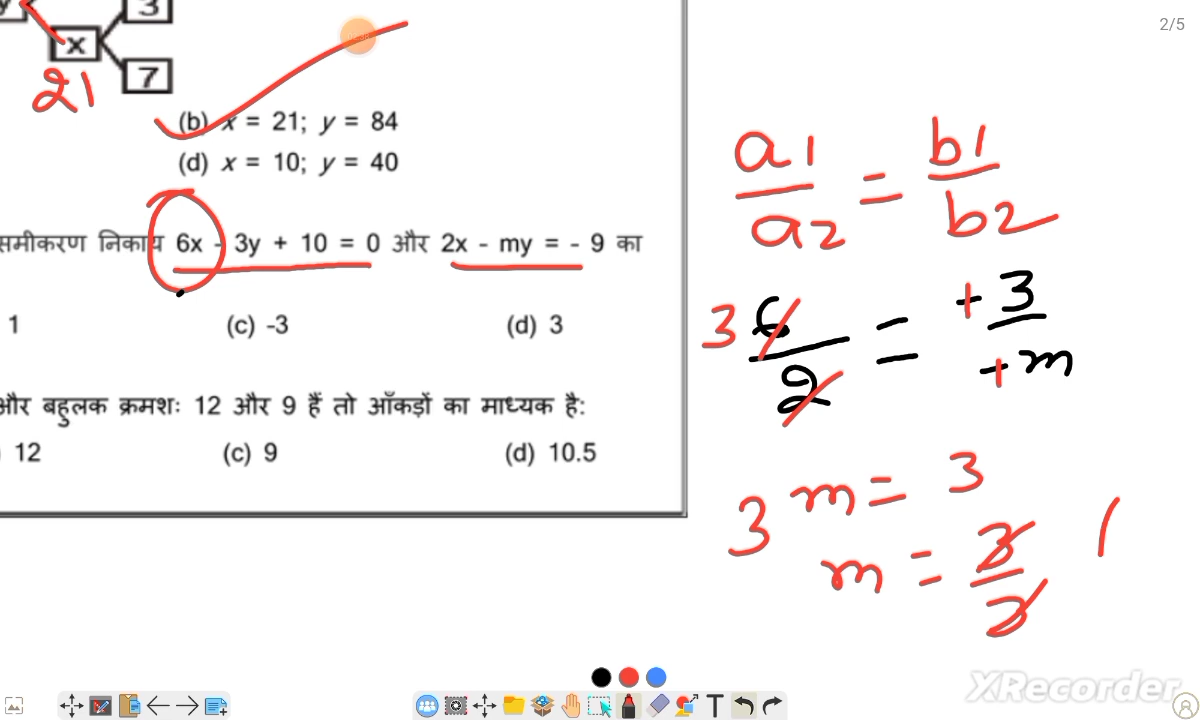 2/5
y
3
x
7
21
(b) x = 21; y = 84
(d) x = 10; y = 40
समीकरण निकाय 6x - 3y + 10 = 0 और 2x - my = - 9 का
1
(c) -3
(d) 3
और बहुलक क्रमशः 12 और 9 हैं तो आँकड़ों का माध्यक है:
12
(c) 9
(d) 10.5
a1/a2 = b1/b2
3 6/2 = +3/+m
3 m = 3
m = 3/3 1
XRecorder